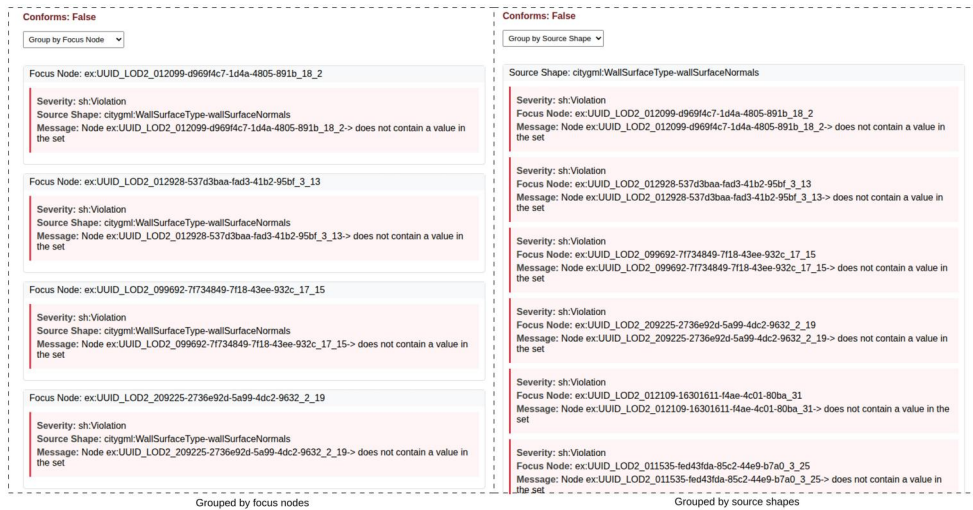 Conforms: False
Group by Focus Node
Focus Node: ex:UUID_LOD2_012099-d969f4c7-1d4a-4805-891b_18_2
Severity: sh:Violation
Source Shape: citygml:WallSurfaceType-wallSurfaceNormals
Message: Node ex:UUID_LOD2_012099-d969f4c7-1d4a-4805-891b_18_2-> does not contain a value in
the set
Focus Node: ex:UUID_LOD2_012928-537d3baa-fad3-41b2-95bf_3_13
Severity: sh:Violation
Source Shape: citygml:WallSurfaceType-wallSurfaceNormals
Message: Node ex:UUID_LOD2_012928-537d3baa-fad3-41b2-95bf_3_13-> does not contain a value in
the set
Focus Node: ex:UUID_LOD2_099692-7f734849-7f18-43ee-932c_17_15
Severity: sh:Violation
Source Shape: citygml:WallSurfaceType-wallSurfaceNormals
Message: Node ex:UUID_LOD2_099692-7f734849-7f18-43ee-932c_17_15-> does not contain a value in
the set
Focus Node: ex:UUID_LOD2_209225-2736e92d-5a99-4dc2-9632_2_19
Severity: sh:Violation
Source Shape: citygml:WallSurfaceType-wallSurfaceNormals
Message: Node ex:UUID_LOD2_209225-2736e92d-5a99-4dc2-9632_2_19-> does not contain a value in
the set
Grouped by focus nodes
Conforms: False
Group by Source Shape
Source Shape: citygml:WallSurfaceType-wallSurfaceNormals
Severity: sh:Violation
Focus Node: ex:UUID_LOD2_012099-d969f4c7-1d4a-4805-891b_18_2
Message: Node ex:UUID_LOD2_012099-d969f4c7-1d4a-4805-891b_18_2-> does not contain a value in
the set
Severity: sh:Violation
Focus Node: ex:UUID_LOD2_012928-537d3baa-fad3-41b2-95bf_3_13
Message: Node ex:UUID_LOD2_012928-537d3baa-fad3-41b2-95bf_3_13-> does not contain a value in
the set
Severity: sh:Violation
Focus Node: ex:UUID_LOD2_099692-7f734849-7f18-43ee-932c_17_15
Message: Node ex:UUID_LOD2_099692-7f734849-7f18-43ee-932c_17_15-> does not contain a value in
the set
Severity: sh:Violation
Focus Node: ex:UUID_LOD2_209225-2736e92d-5a99-4dc2-9632_2_19
Message: Node ex:UUID_LOD2_209225-2736e92d-5a99-4dc2-9632_2_19-> does not contain a value in
the set
Severity: sh:Violation
Focus Node: ex:UUID_LOD2_012109-16301611-f4ae-4c01-80ba_31
Message: Node ex:UUID_LOD2_012109-16301611-f4ae-4c01-80ba_31-> does not contain a value in the
set
Severity: sh:Violation
Focus Node: ex:UUID_LOD2_011535-fed43fda-85c2-44e9-b7a0_3_25
Message: Node ex:UUID_LOD2_011535-fed43fda-85c2-44e9-b7a0_3_25-> does not contain a value in
the set
Grouped by source shapes